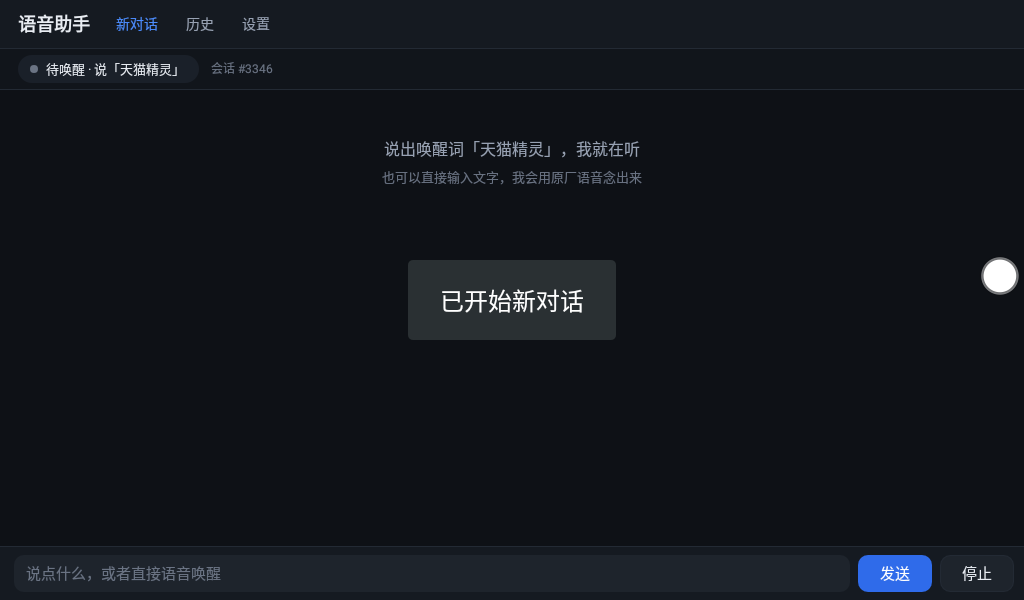 语音助手 新对话 历史 设置
待唤醒 · 说「天猫精灵」 会话 #3346
说出唤醒词「天猫精灵」，我就在听
也可以直接输入文字，我会用原厂语音念出来
已开始新对话
说点什么，或者直接语音唤醒 发送 停止